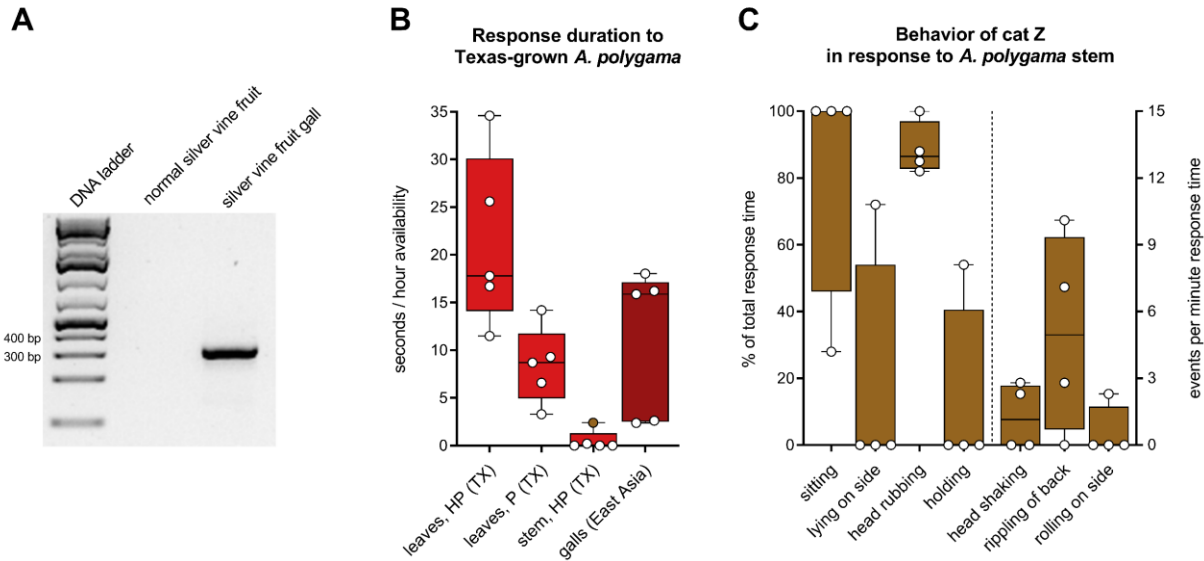 A
DNA ladder
normal silver vine fruit
silver vine fruit gall
400 bp
300 bp
B
Response duration to
Texas-grown A. polygama
seconds / hour availability
35
30
25
20
15
10
5
0
leaves, HP (TX)
leaves, P (TX)
stem, HP (TX)
galls (East Asia)
C
Behavior of cat Z
in response to A. polygama stem
% of total response time
100
80
60
40
20
0
15
12
9
6
3
0
events per minute response time
sitting
lying on side
head rubbing
holding
head shaking
rippling of back
rolling on side